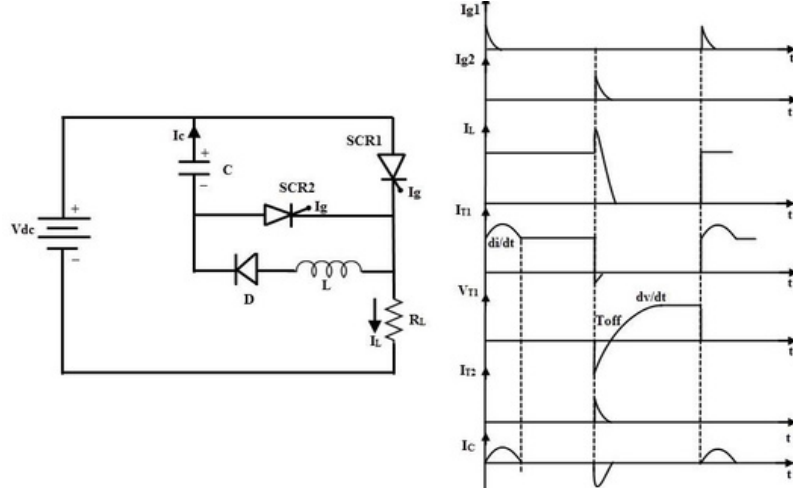 Ic
+
C
−
SCR1
Ig
SCR2
Ig
+
Vdc
−
D
L
IL
RL
Ig1
t
Ig2
t
IL
t
IT1
di/dt
t
VT1
dv/dt
Toff
t
IT2
t
IC
t